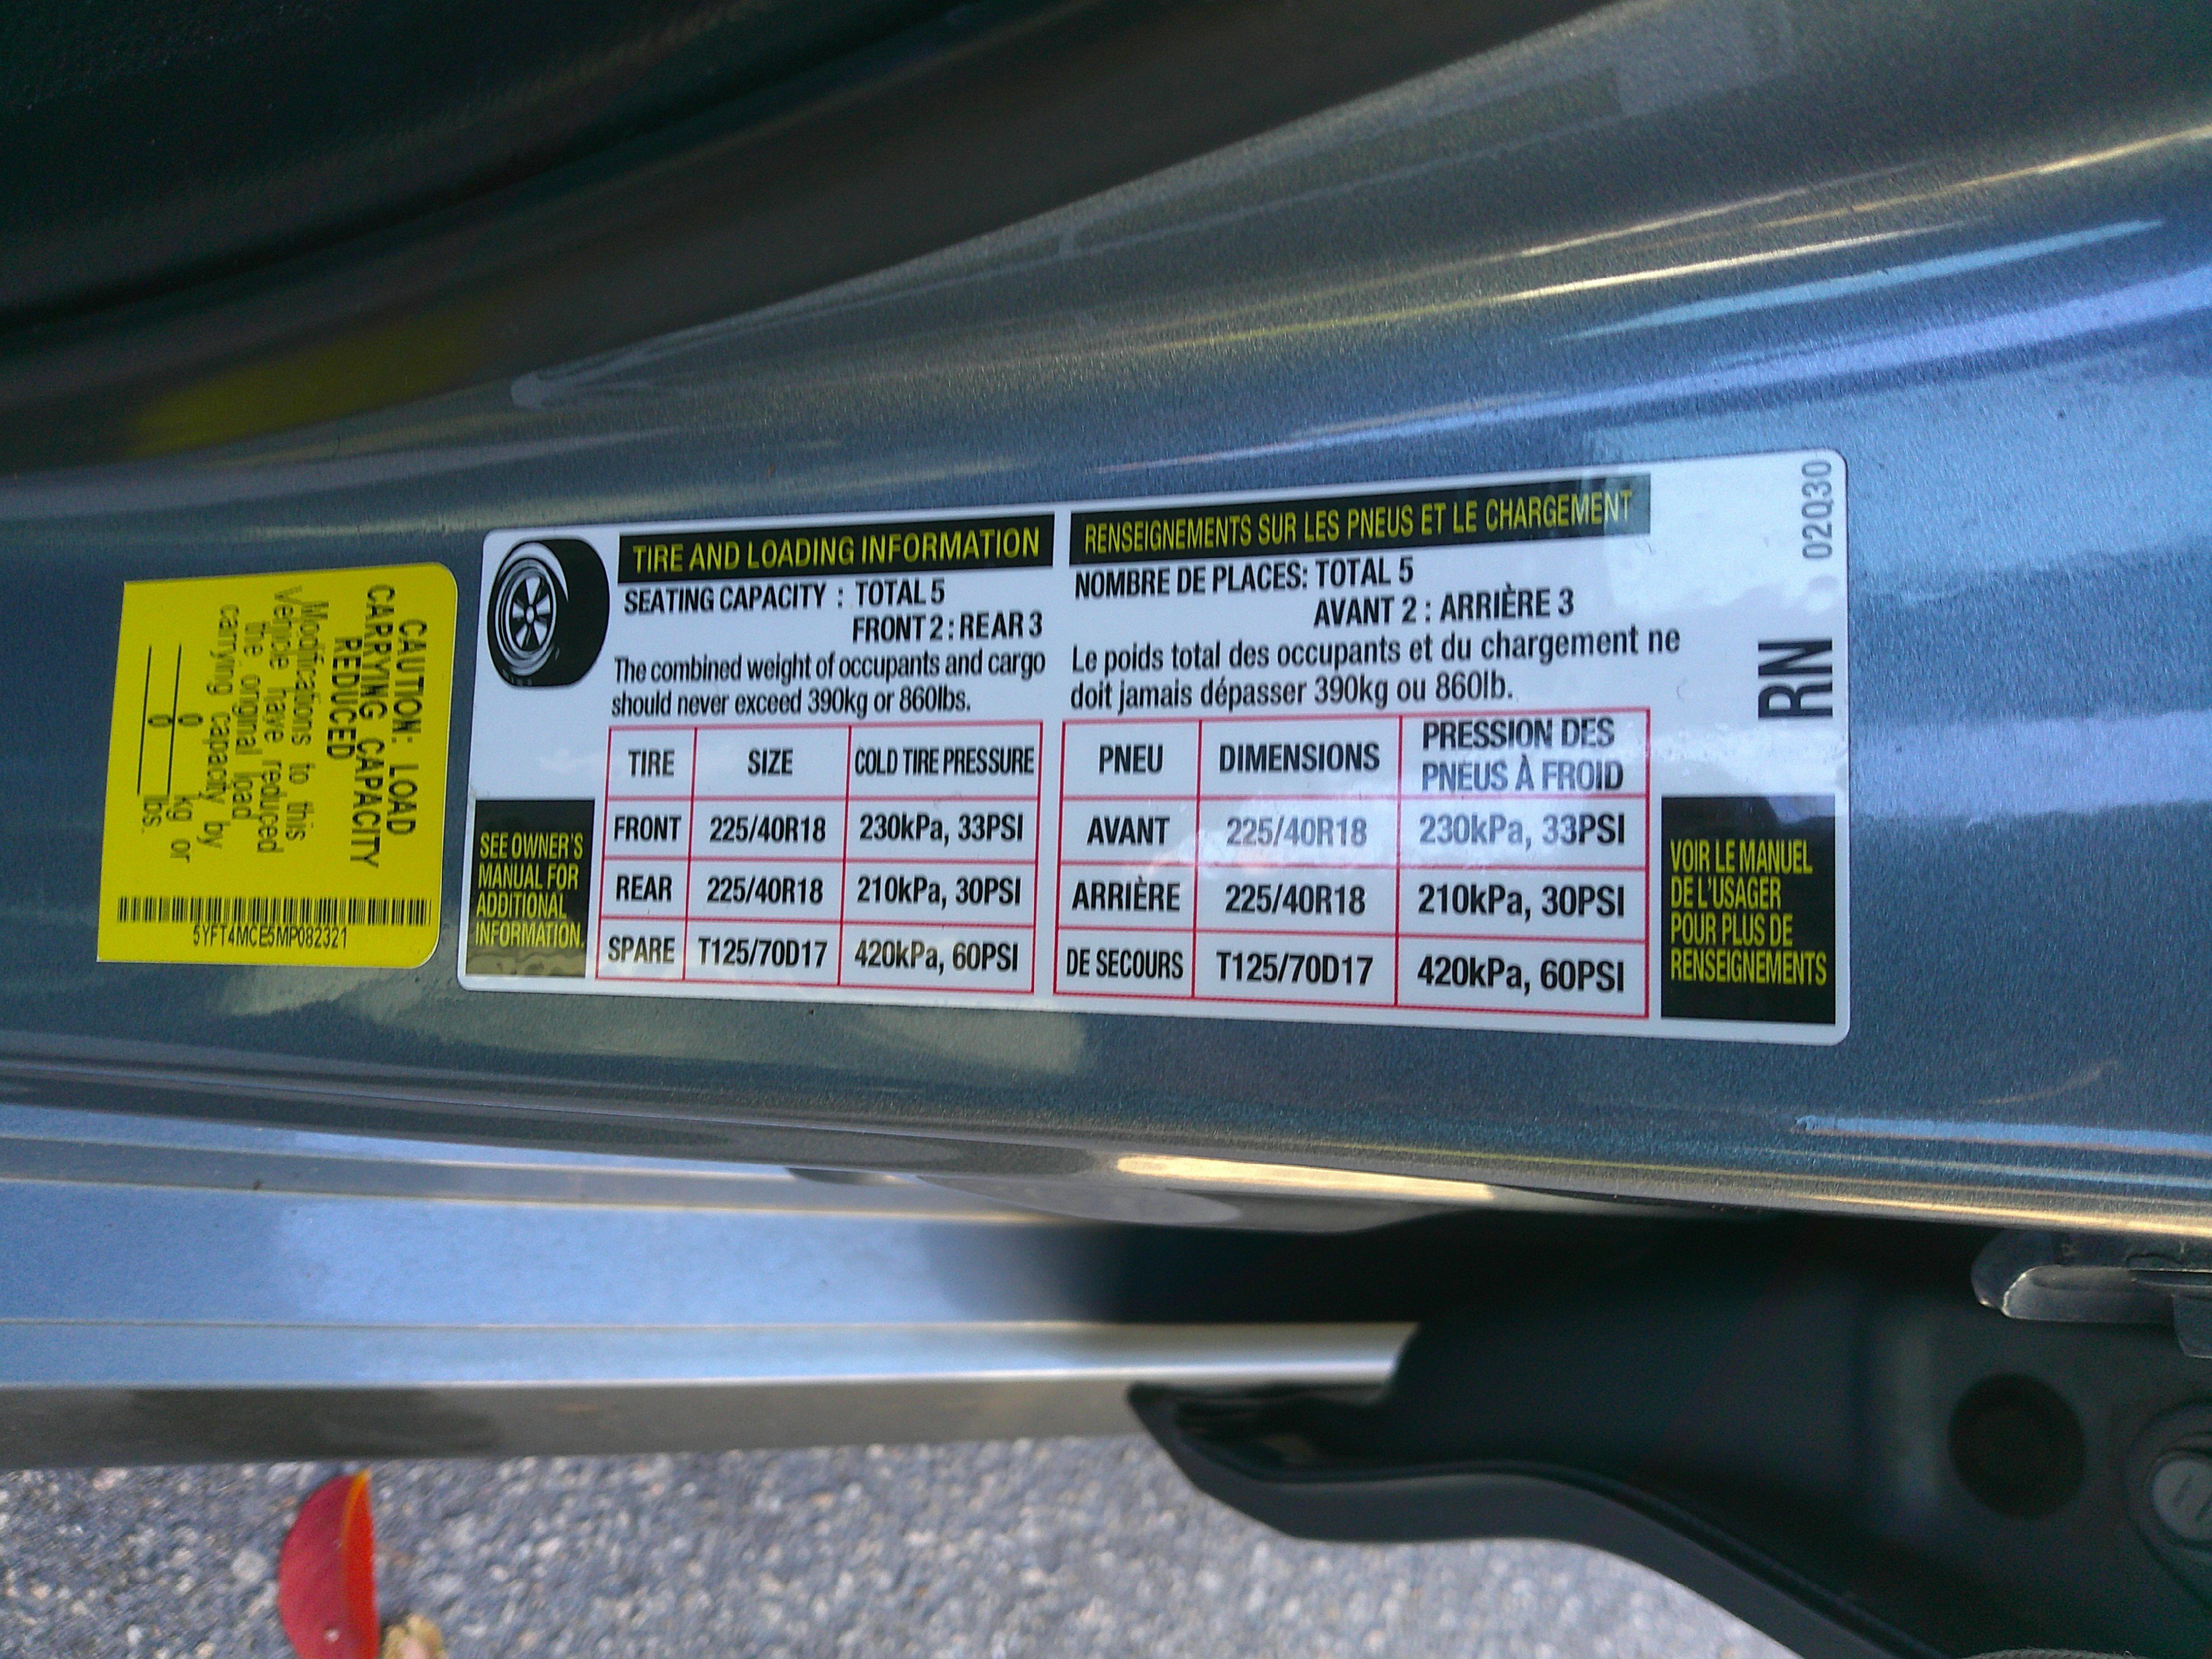 CAUTION: LOAD
CARRYING CAPACITY
REDUCED
Modifications to this
vehicle have reduced
the original load
carrying capacity by
0 kg or
0 lbs.
5YFT4MCE5MP082321
TIRE AND LOADING INFORMATION
SEATING CAPACITY : TOTAL 5
FRONT 2 : REAR 3
The combined weight of occupants and cargo
should never exceed 390kg or 860lbs.
TIRE SIZE COLD TIRE PRESSURE
FRONT 225/40R18 230kPa, 33PSI
REAR 225/40R18 210kPa, 30PSI
SPARE T125/70D17 420kPa, 60PSI
SEE OWNER'S
MANUAL FOR
ADDITIONAL
INFORMATION.
RENSEIGNEMENTS SUR LES PNEUS ET LE CHARGEMENT
NOMBRE DE PLACES: TOTAL 5
AVANT 2 : ARRIÈRE 3
Le poids total des occupants et du chargement ne
doit jamais dépasser 390kg ou 860lb.
PNEU DIMENSIONS PRESSION DES
PNEUS À FROID
AVANT 225/40R18 230kPa, 33PSI
ARRIÈRE 225/40R18 210kPa, 30PSI
DE SECOURS T125/70D17 420kPa, 60PSI
VOIR LE MANUEL
DE L'USAGER
POUR PLUS DE
RENSEIGNEMENTS
RN 02Q30